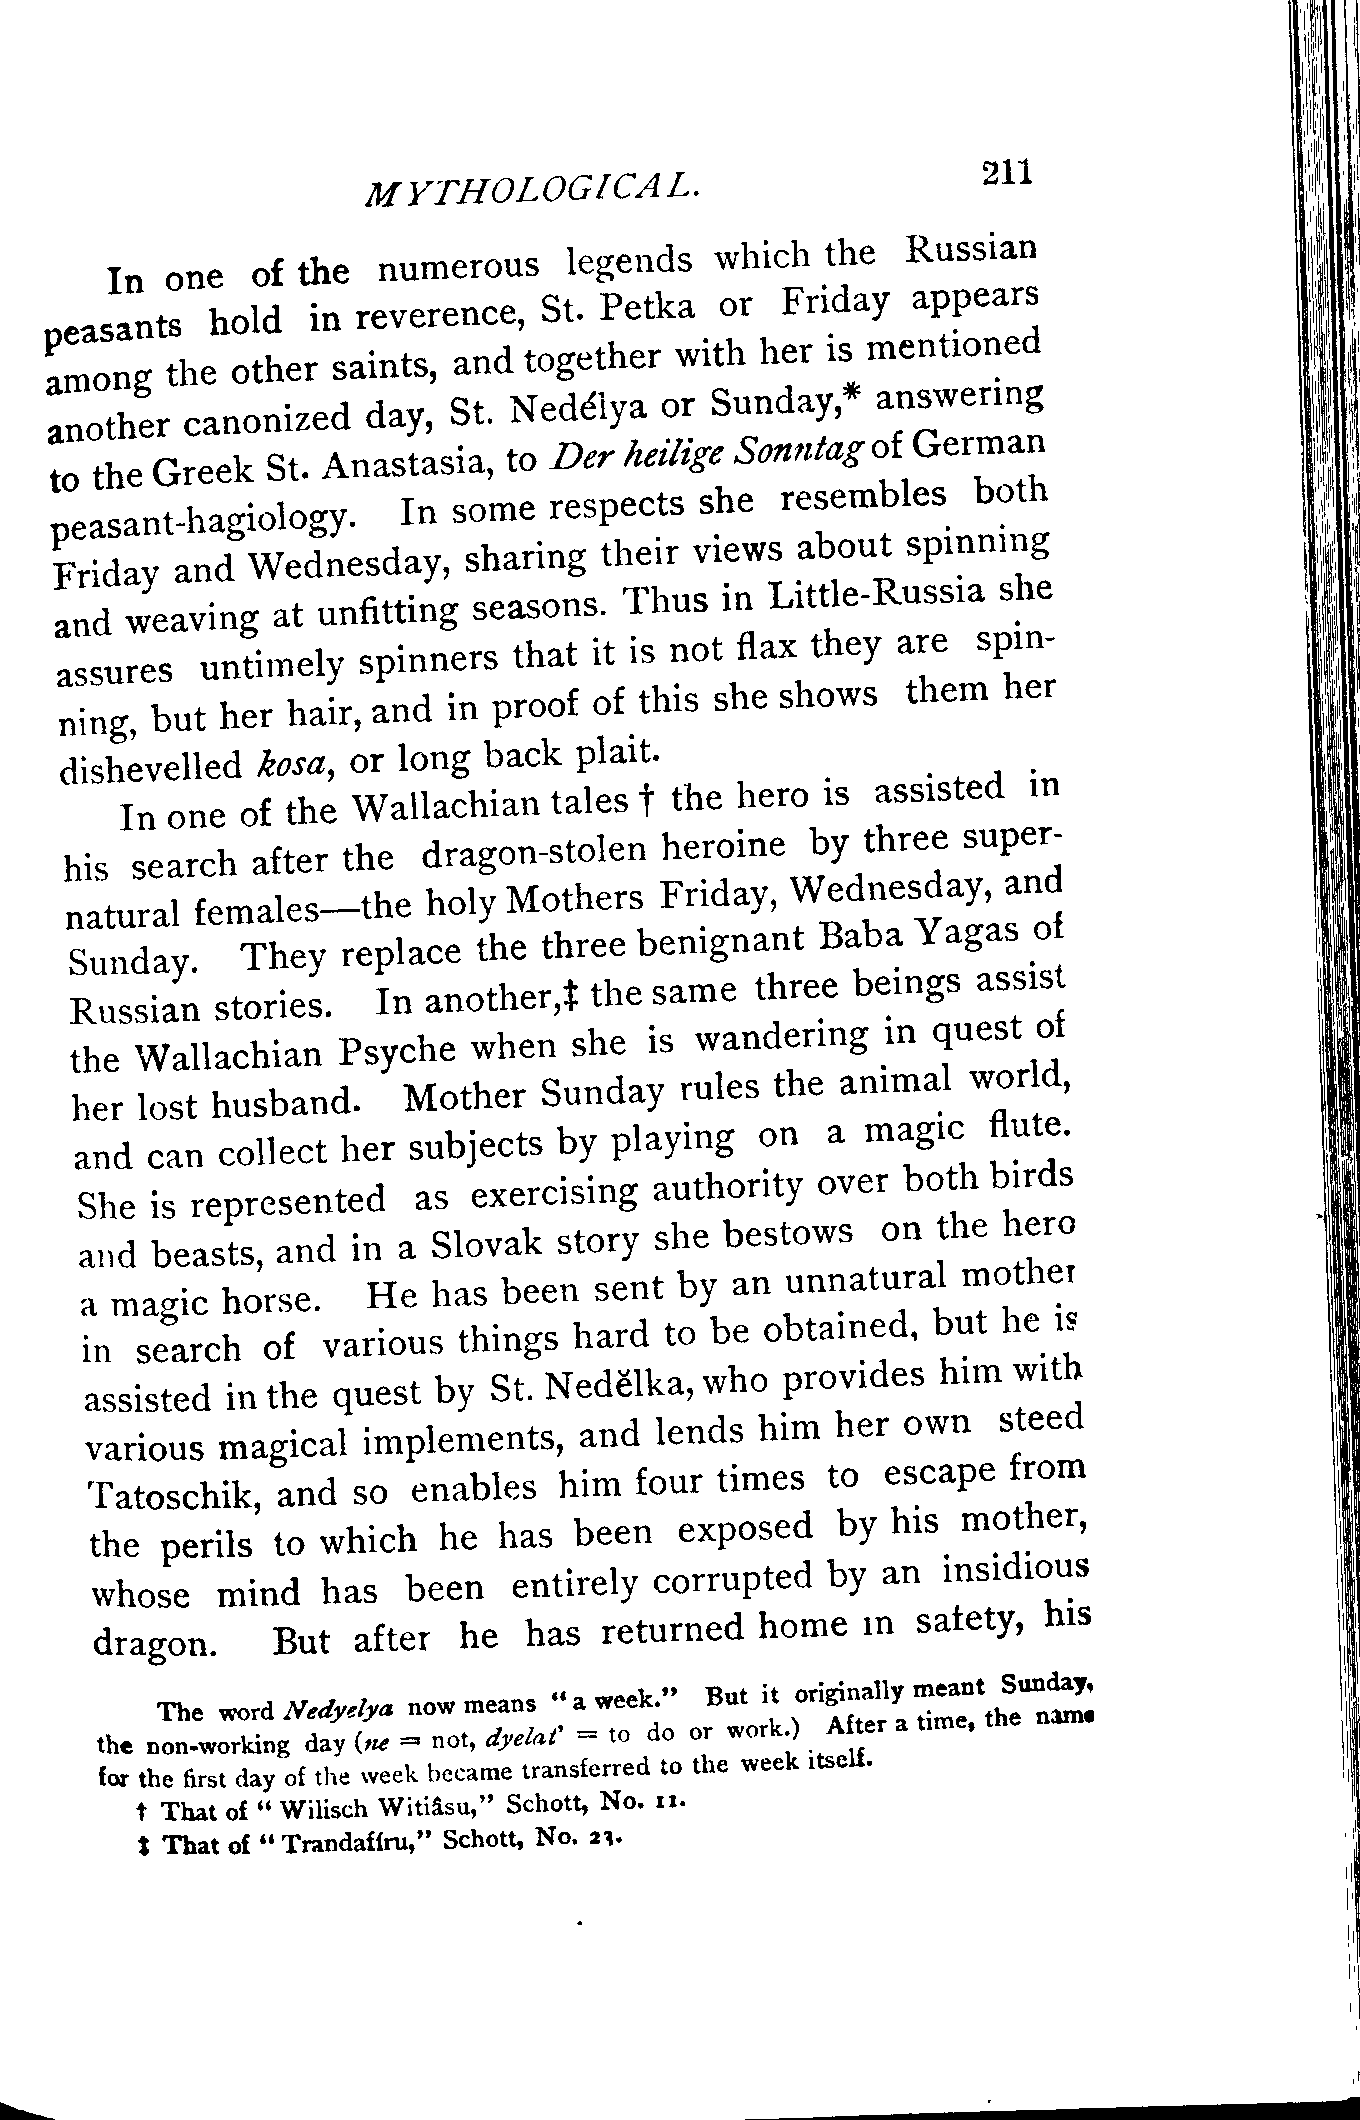 MYTHOLOGICAL. 211
In one of the numerous legends which the Russian
peasants hold in reverence, St. Petka or Friday appears
among the other saints, and together with her is mentioned
another canonized day, St. Nedélya or Sunday,* answering
to the Greek St. Anastasia, to Der heilige Sonntag of German
peasant-hagiology. In some respects she resembles both
Friday and Wednesday, sharing their views about spinning
and weaving at unfitting seasons. Thus in Little-Russia she
assures untimely spinners that it is not flax they are spin-
ning, but her hair, and in proof of this she shows them her
dishevelled kosa, or long back plait.
In one of the Wallachian tales † the hero is assisted in
his search after the dragon-stolen heroine by three super-
natural females—the holy Mothers Friday, Wednesday, and
Sunday. They replace the three benignant Baba Yagas of
Russian stories. In another,‡ the same three beings assist
the Wallachian Psyche when she is wandering in quest of
her lost husband. Mother Sunday rules the animal world,
and can collect her subjects by playing on a magic flute.
She is represented as exercising authority over both birds
and beasts, and in a Slovak story she bestows on the hero
a magic horse. He has been sent by an unnatural mother
in search of various things hard to be obtained, but he is
assisted in the quest by St. Nedĕlka, who provides him with
various magical implements, and lends him her own steed
Tatoschik, and so enables him four times to escape from
the perils to which he has been exposed by his mother,
whose mind has been entirely corrupted by an insidious
dragon. But after he has returned home in safety, his
The word Nedyelya now means "a week." But it originally meant Sunday,
the non-working day (ne = not, dyelat' = to do or work.) After a time, the name
for the first day of the week became transferred to the week itself.
† That of "Wilisch Witiâsu," Schott, No. 11.
‡ That of "Trandafíru," Schott, No. 23.